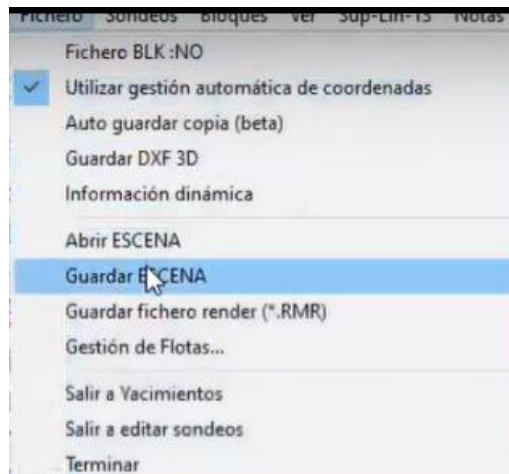 Fichero Sondeos Bloques Ver Sup-Lin-TS Notas
Fichero BLK :NO
Utilizar gestión automática de coordenadas
Auto guardar copia (beta)
Guardar DXF 3D
Información dinámica
Abrir ESCENA
Guardar ESCENA
Guardar fichero render (*.RMR)
Gestión de Flotas...
Salir a Yacimientos
Salir a editar sondeos
Terminar